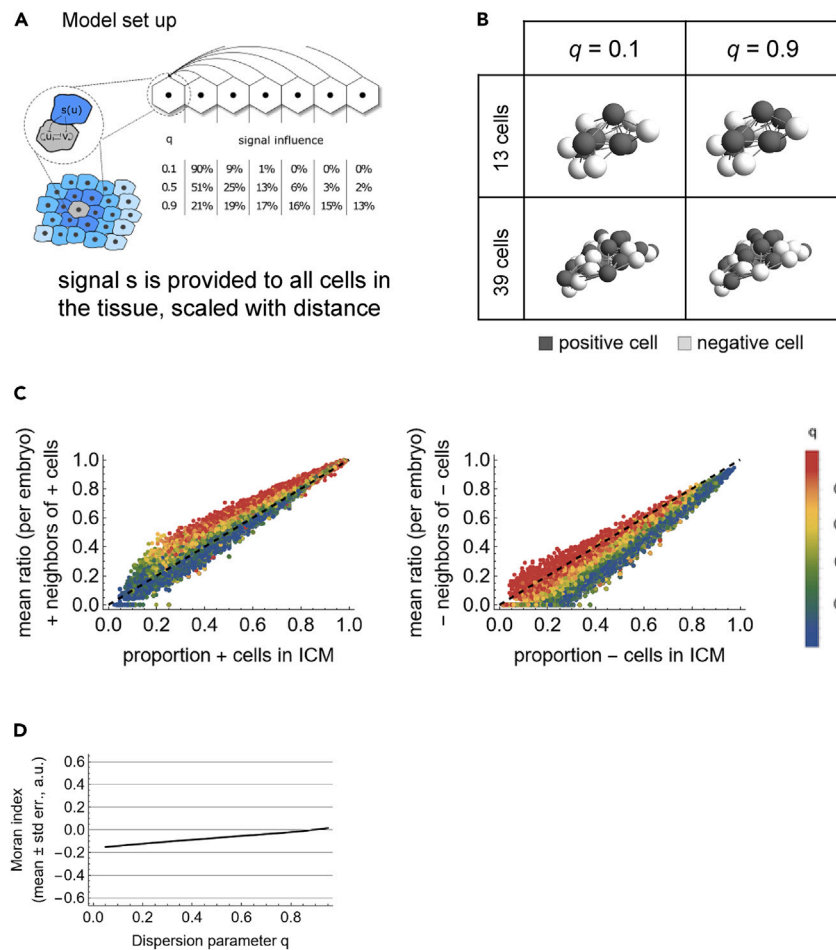 A
Model set up
s(u)
u
v
q signal influence
0.1 90% 9% 1% 0% 0% 0%
0.5 51% 25% 13% 6% 3% 2%
0.9 21% 19% 17% 16% 15% 13%
signal s is provided to all cells in
the tissue, scaled with distance
B
q = 0.1 q = 0.9
13 cells
39 cells
positive cell negative cell
C
mean ratio (per embryo)
+ neighbors of + cells
1.0
0.8
0.6
0.4
0.2
0.0
0.0 0.2 0.4 0.6 0.8 1.0
proportion + cells in ICM
mean ratio (per embryo)
− neighbors of − cells
1.0
0.8
0.6
0.4
0.2
0.0
0.0 0.2 0.4 0.6 0.8 1.0
proportion − cells in ICM
q
D
Moran index
(mean ± std err., a.u.)
0.6
0.4
0.2
0.0
−0.2
−0.4
−0.6
0.0 0.2 0.4 0.6 0.8
Dispersion parameter q